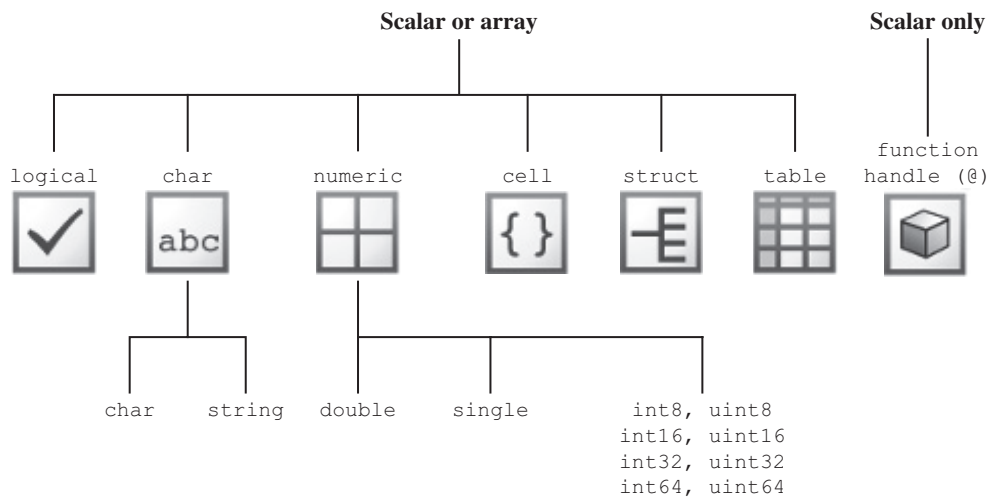 Scalar or array
Scalar only
function
handle (@)
logical
char
numeric
cell
struct
table
abc
{ }
char
string
double
single
int8, uint8
int16, uint16
int32, uint32
int64, uint64